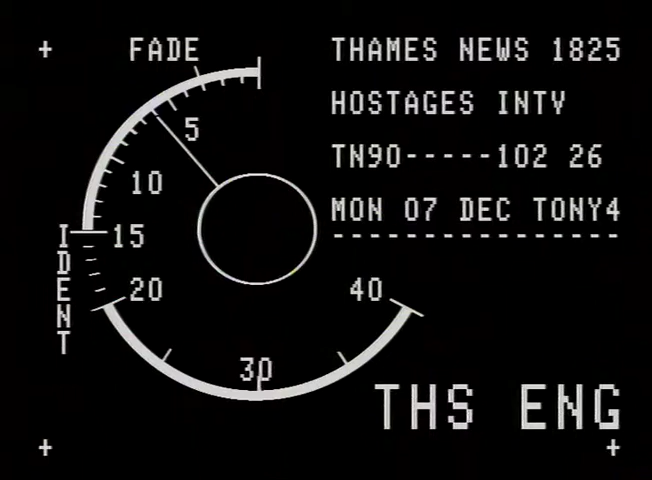 FADE
THAMES NEWS 1825
HOSTAGES INTV
TN90-----102 26
MON 07 DEC TONY4
----------------
5
10
15
20
30
40
IDENT
THS ENG